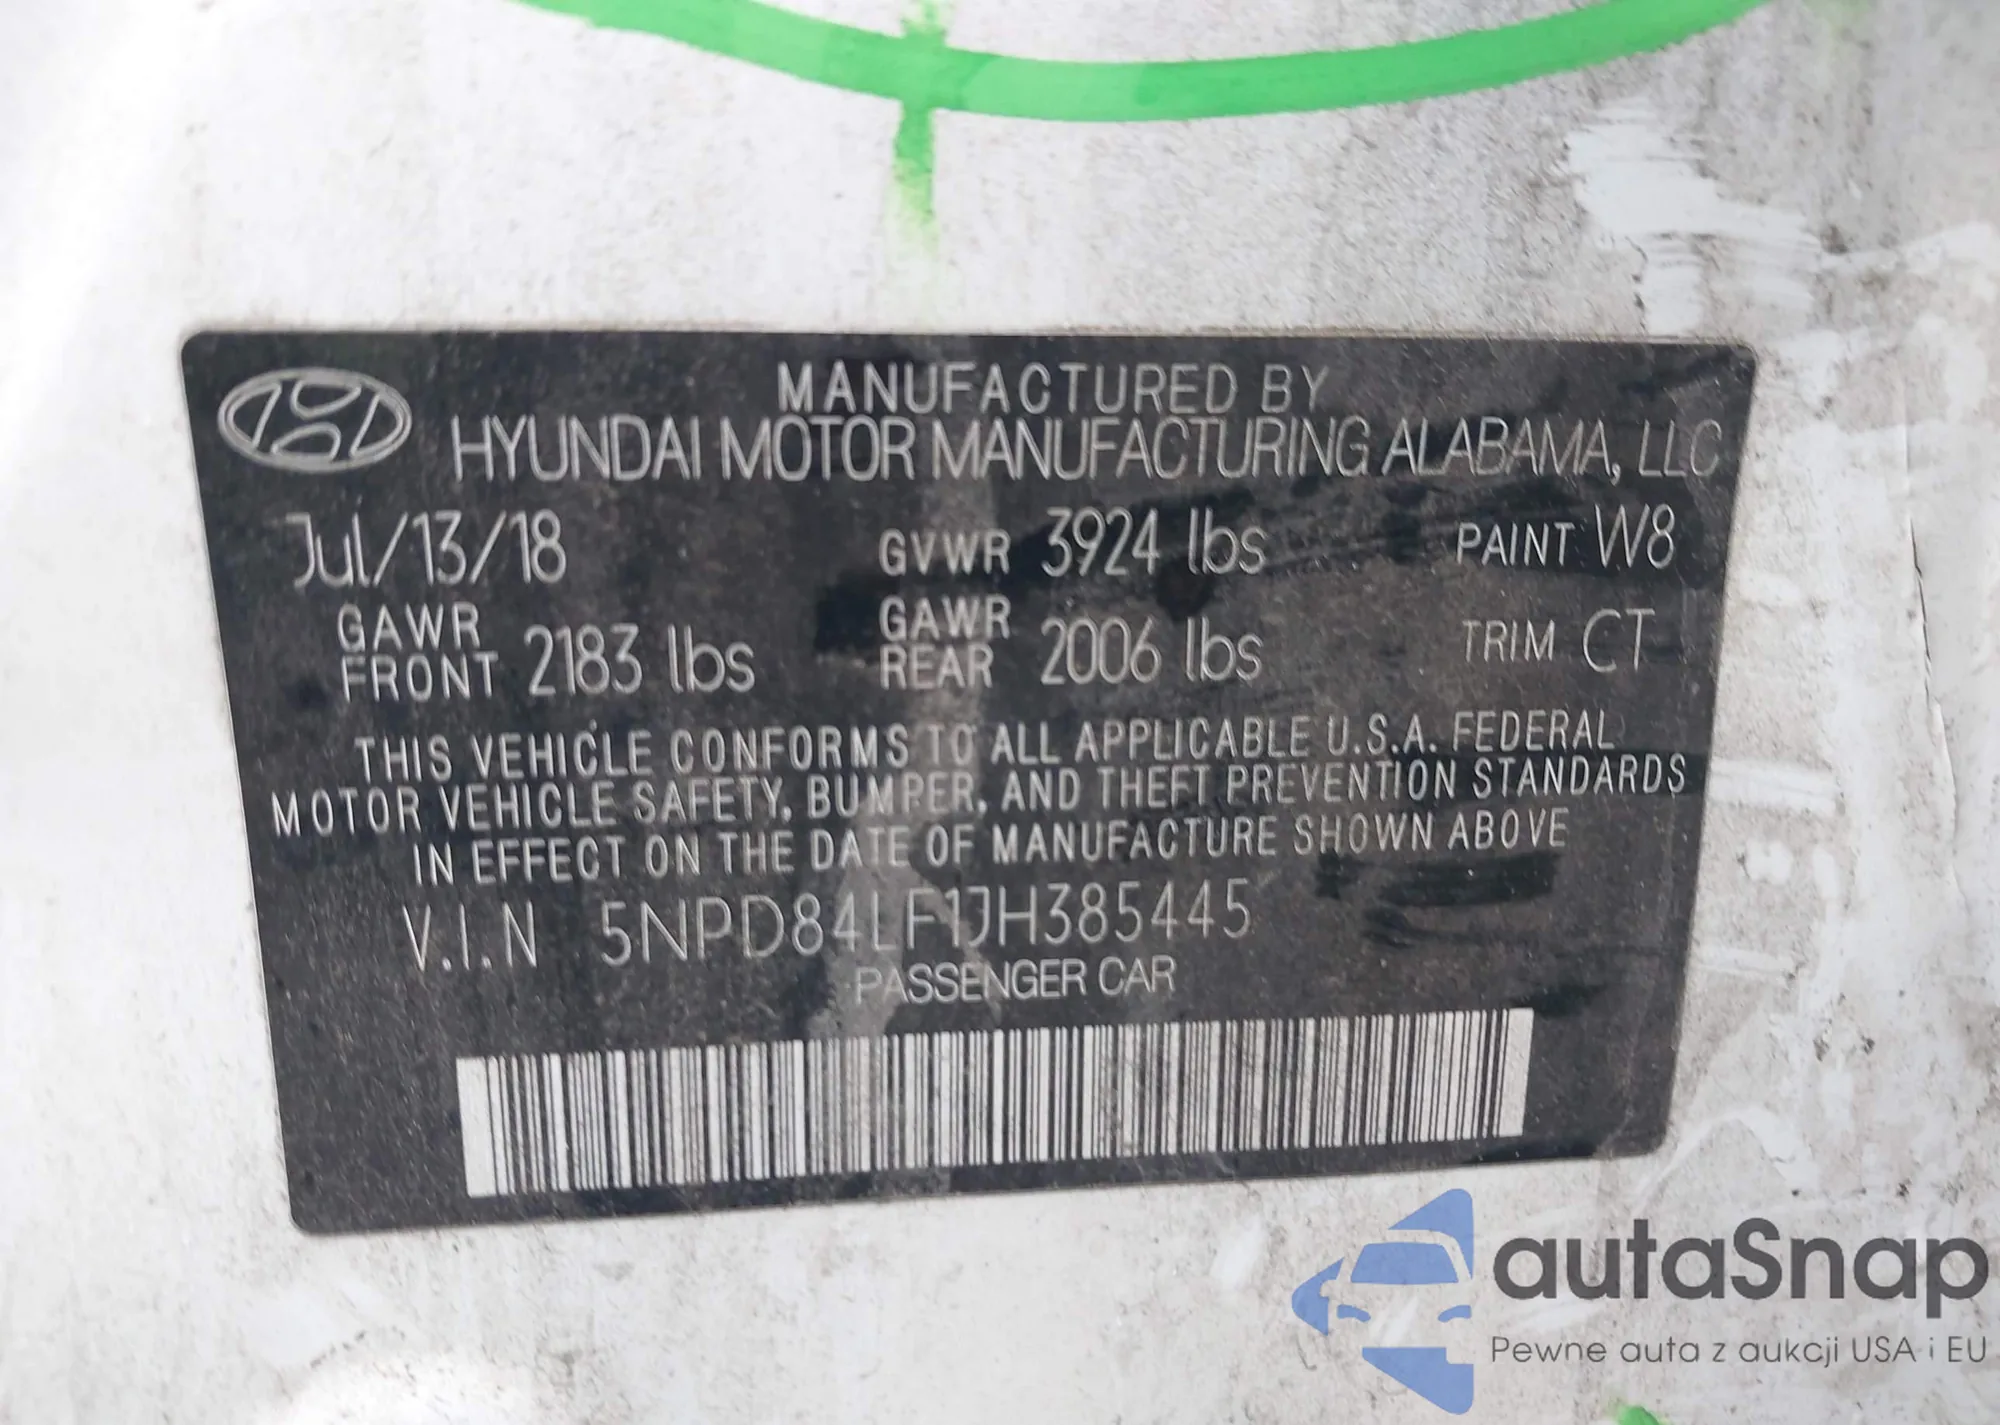 MANUFACTURED BY
HYUNDAI MOTOR MANUFACTURING ALABAMA, LLC
Jul/13/18 GVWR 3924 lbs PAINT W8
GAWR FRONT 2183 lbs GAWR REAR 2006 lbs TRIM CT
THIS VEHICLE CONFORMS TO ALL APPLICABLE U.S.A. FEDERAL
MOTOR VEHICLE SAFETY, BUMPER, AND THEFT PREVENTION STANDARDS
IN EFFECT ON THE DATE OF MANUFACTURE SHOWN ABOVE
V.I.N 5NPD84LF1JH385445
PASSENGER CAR
autaSnap
Pewne auta z aukcji USA i EU